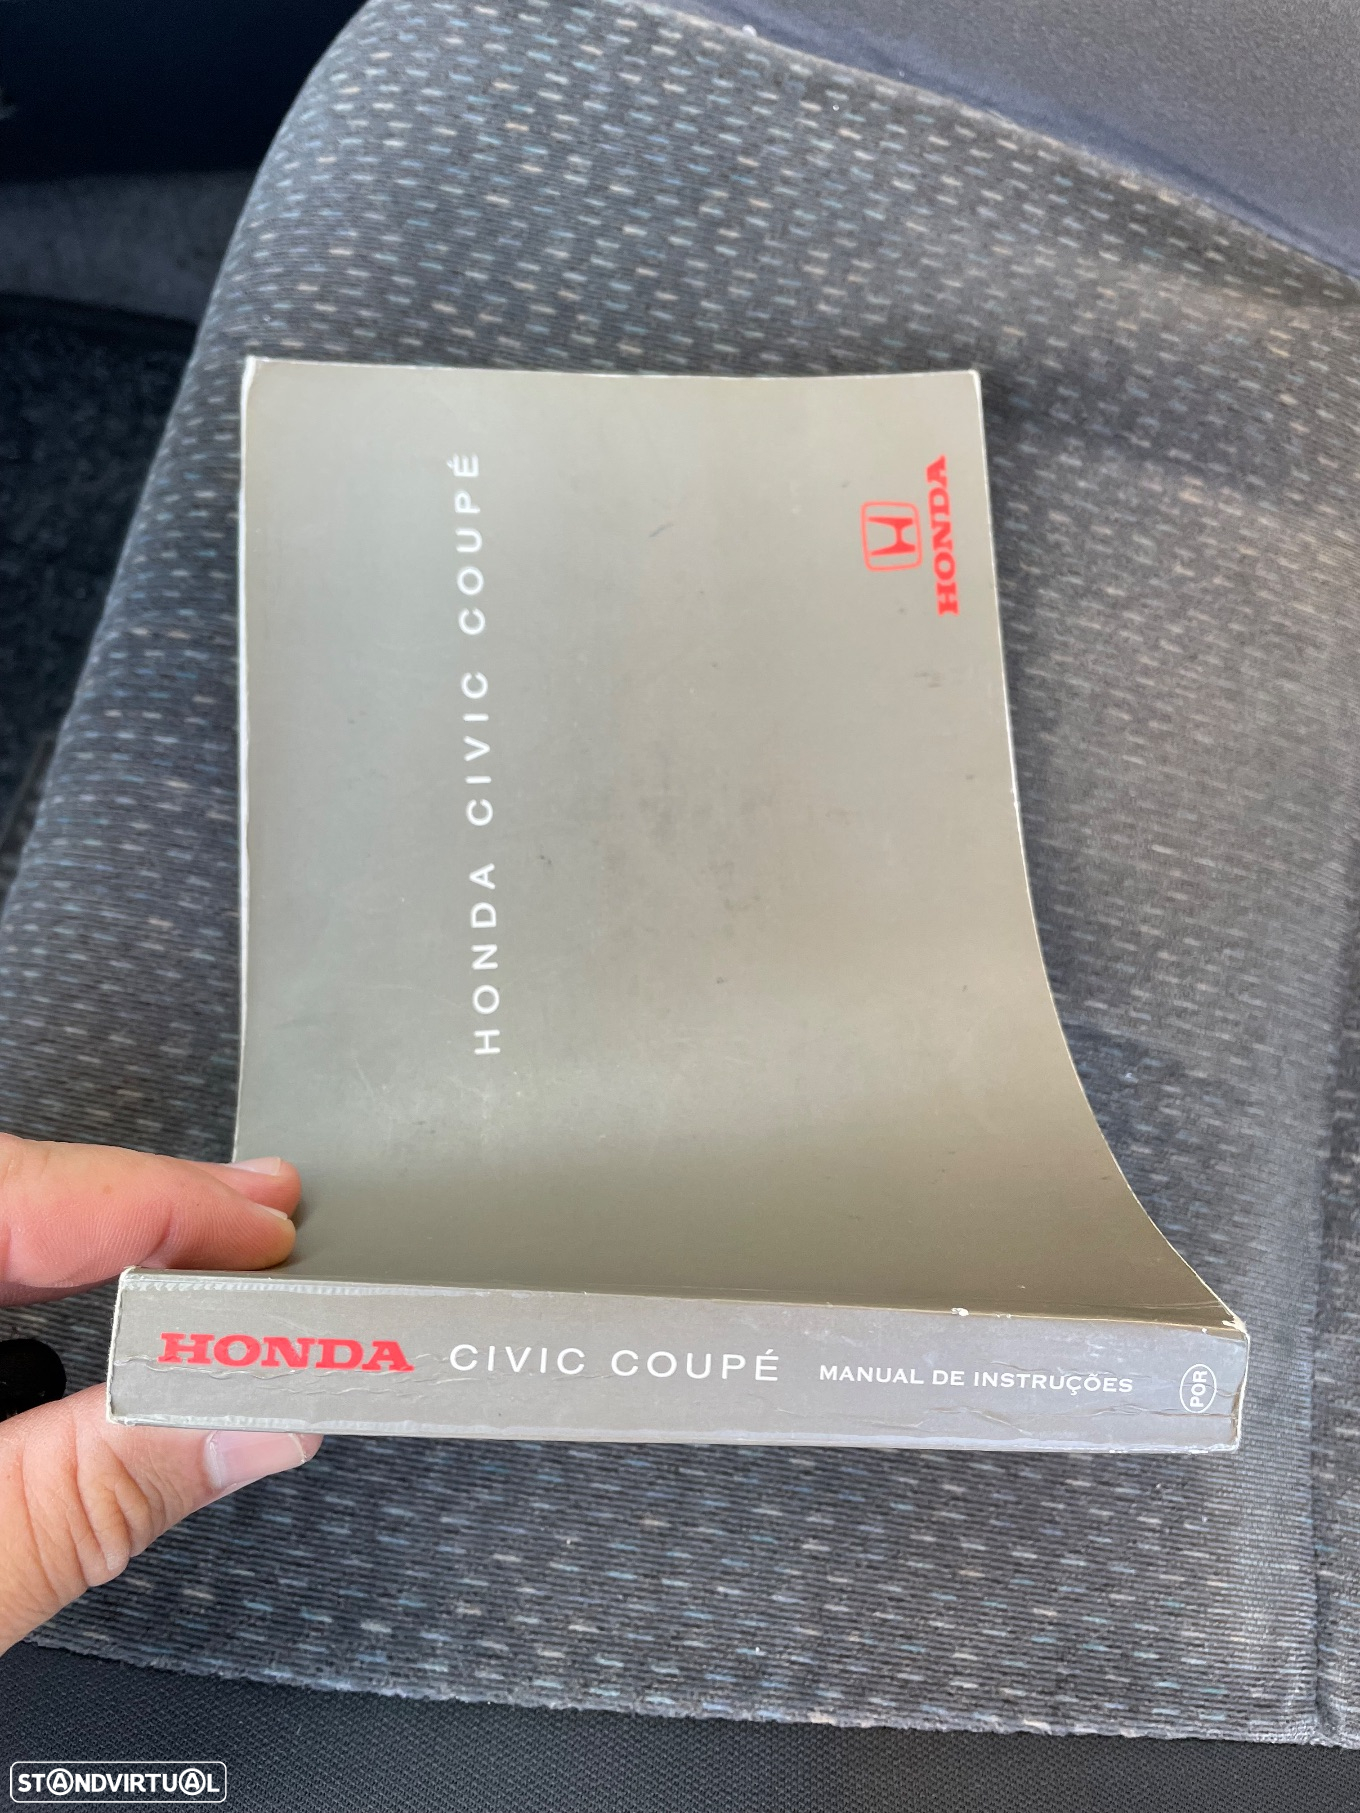 HONDA CIVIC COUPÉ
HONDA
HONDA CIVIC COUPÉ MANUAL DE INSTRUÇÕES POR
STANDVIRTUAL